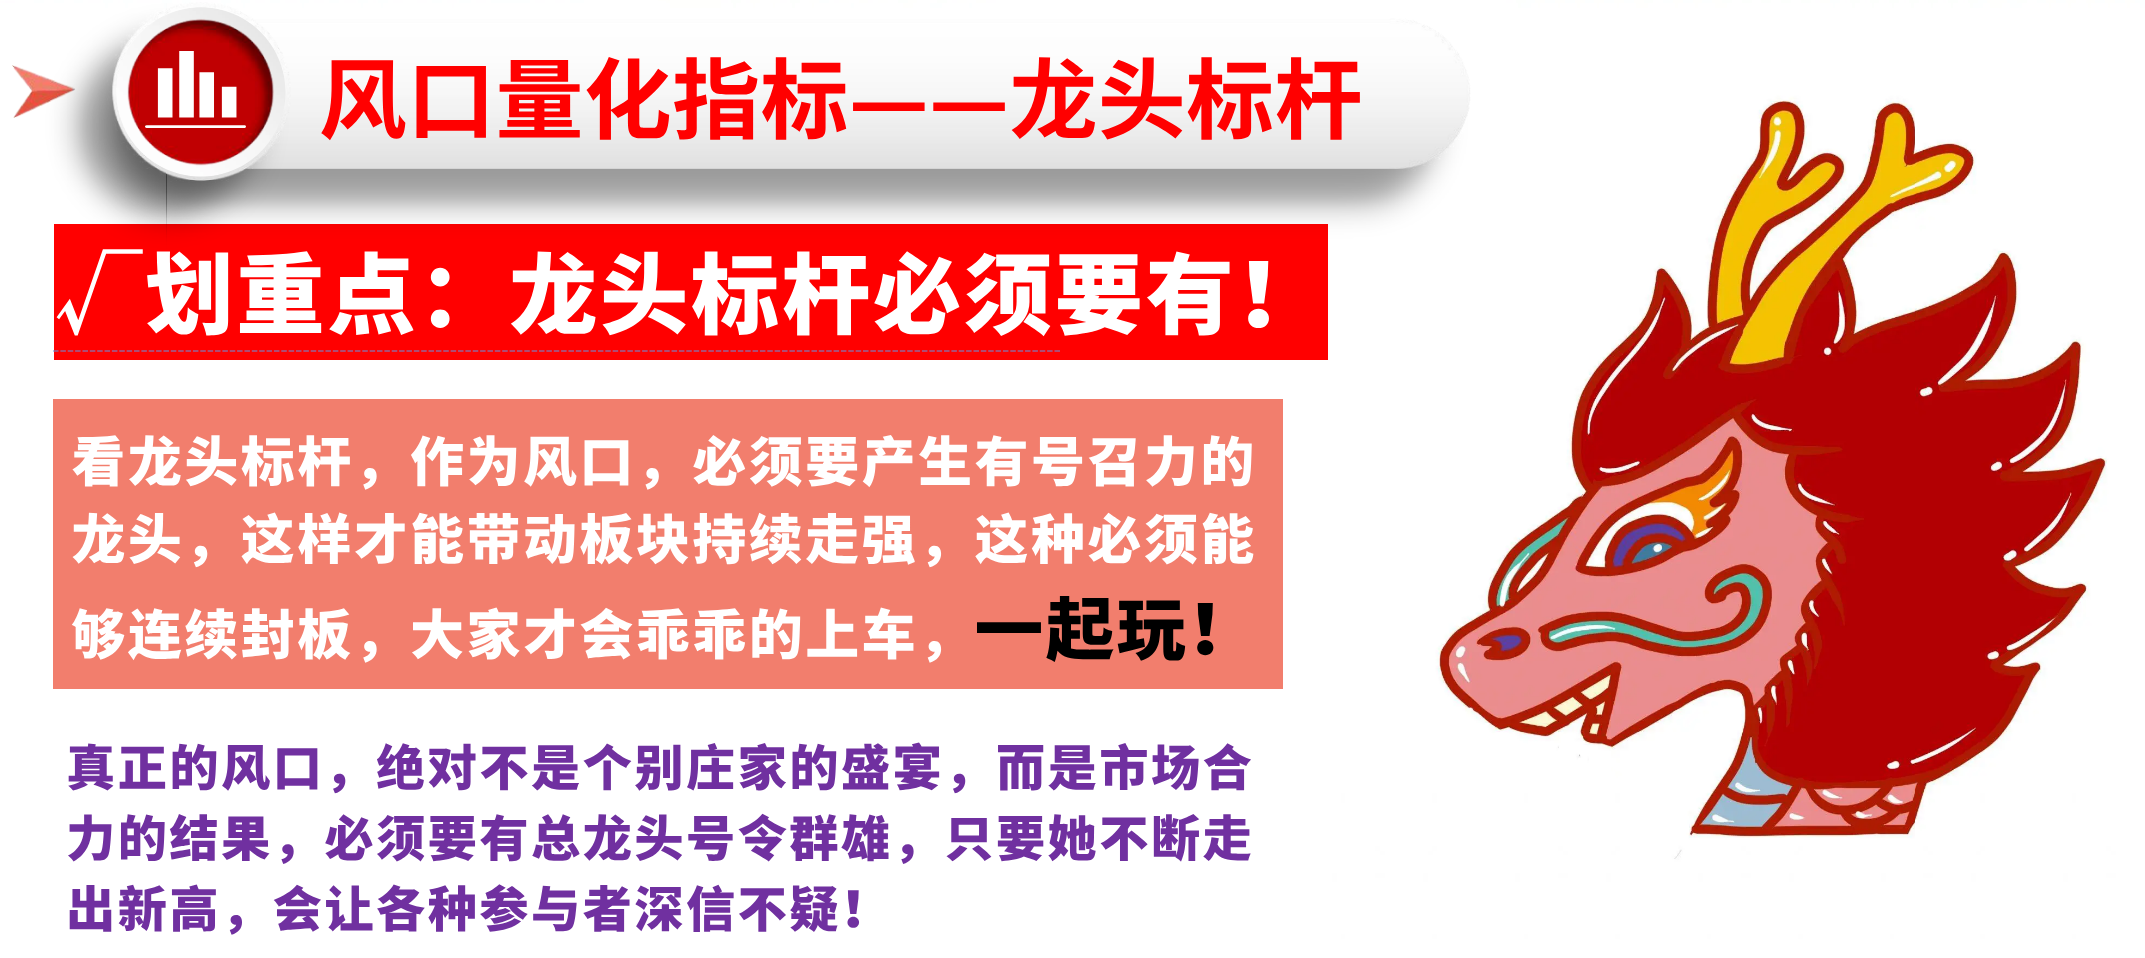 风口量化指标——龙头标杆
√划重点：龙头标杆必须要有！
看龙头标杆，作为风口，必须要产生有号召力的
龙头，这样才能带动板块持续走强，这种必须能
够连续封板，大家才会乖乖的上车，一起玩！
真正的风口，绝对不是个别庄家的盛宴，而是市场合
力的结果，必须要有总龙头号令群雄，只要她不断走
出新高，会让各种参与者深信不疑！